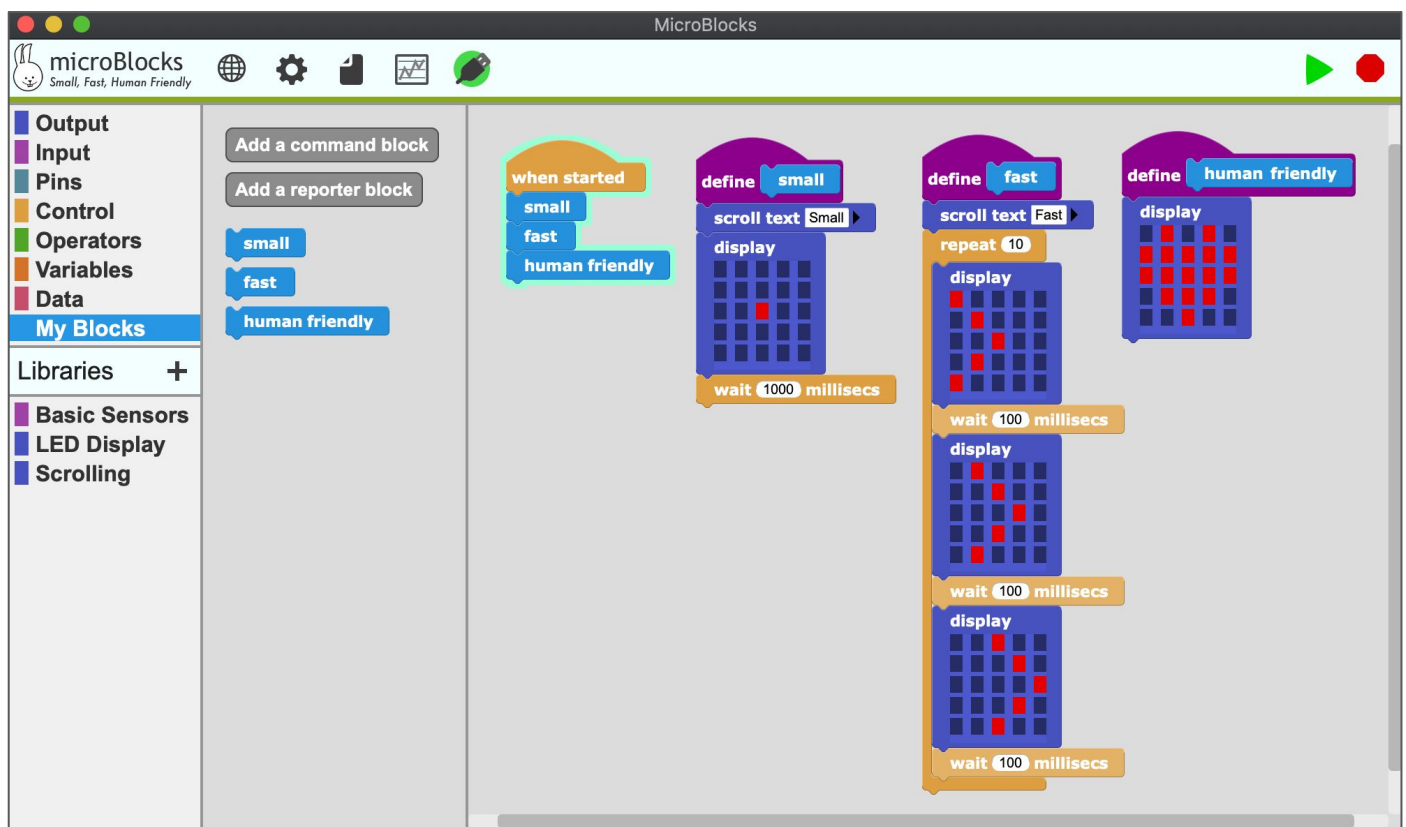 MicroBlocks
microBlocks
Small, Fast, Human Friendly
Output
Input
Pins
Control
Operators
Variables
Data
My Blocks
Libraries +
Basic Sensors
LED Display
Scrolling
Add a command block
Add a reporter block
small
fast
human friendly
when started
small
fast
human friendly
define small
scroll text Small
display
wait 1000 millisecs
define fast
scroll text Fast
repeat 10
display
wait 100 millisecs
display
wait 100 millisecs
display
wait 100 millisecs
define human friendly
display